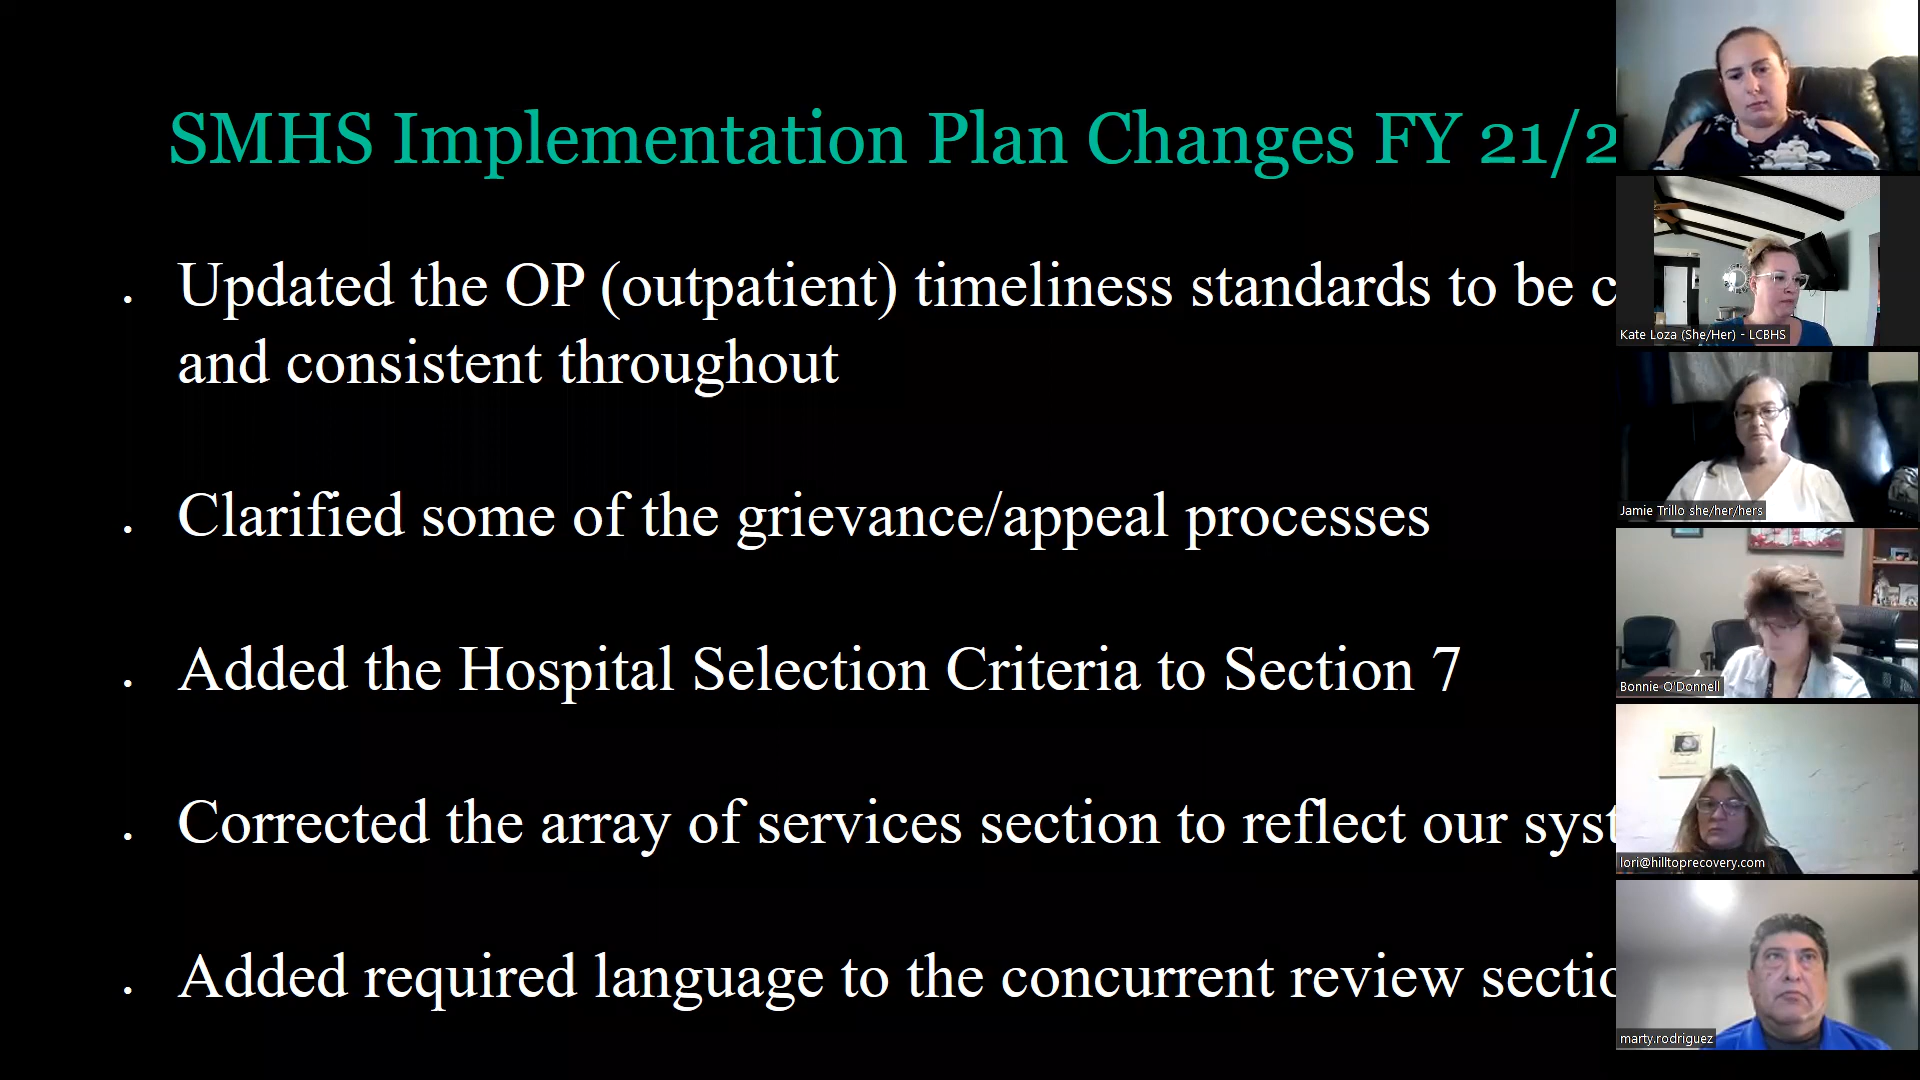 SMHS Implementation Plan Changes FY 21/2
Updated the OP (outpatient) timeliness standards to be c
and consistent throughout
Clarified some of the grievance/appeal processes
Added the Hospital Selection Criteria to Section 7
Corrected the array of services section to reflect our syst
Added required language to the concurrent review sectio
Kate Loza (She/Her) - LCBHS
Jamie Trillo she/her/hers
Bonnie O'Donnell
lori@hilltoprecovery.com
marty.rodriguez